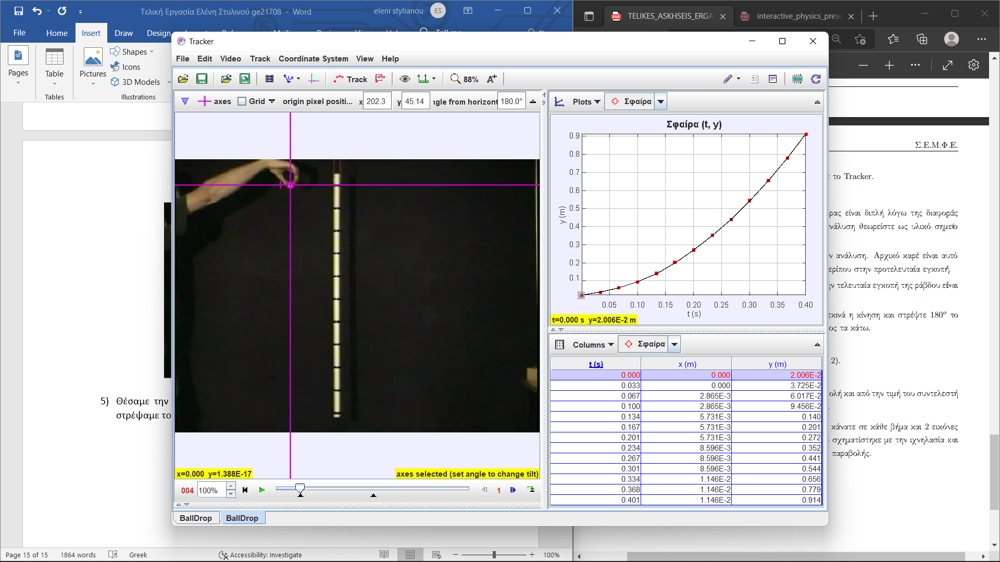 Τελική Εργασία Ελένη Στυλινού ge21708 - Word
eleni stylianou
ES
File
Home
Insert
Draw
Design
Pages
Table
Tables
Pictures
Shapes
Icons
3D Models
Illustrations
TELIKES_ASKHSEIS_ERGA
interactive_physics_prese
Tracker
File Edit Video Track Coordinate System View Help
Track
88%
axes
Grid
origin pixel positi... x 202.3 y 45.14
ngle from horizont 180.0°
x=0.000 y=1.388E-17
axes selected (set angle to change tilt)
004 100%
1
BallDrop
BallDrop
Plots
Σφαίρα
Σφαίρα (t, y)
y (m)
0.9
0.8
0.7
0.6
0.5
0.4
0.3
0.2
0.1
0.05 0.10 0.15 0.20 0.25 0.30 0.35 0.40
t (s)
t=0.000 s y=2.006E-2 m
Columns
Σφαίρα
t (s) x (m) y (m)
0.000 0.000 2.006E-2
0.033 0.000 3.725E-2
0.067 2.865E-3 6.017E-2
0.100 2.865E-3 9.456E-2
0.134 5.731E-3 0.140
0.167 5.731E-3 0.201
0.201 5.731E-3 0.272
0.234 8.596E-3 0.352
0.267 8.596E-3 0.441
0.301 8.596E-3 0.544
0.334 1.146E-2 0.656
0.368 1.146E-2 0.779
0.401 1.146E-2 0.914
5) Θέσαμε την
στρέψαμε το
Σ.Ε.Μ.Φ.Ε.
το Tracker.
ρας είναι διπλή λόγω της διαφοράς
νάλυση θεωρείστε ως υλικό σημείο
ν ανάλυση. Αρχικό καρέ είναι αυτό
ερίπου στην προτελευταία εγκοπή.
ην τελευταία εγκοπή της ράβδου είναι
εκινά η κίνηση και στρέψτε 180º το
ος τα κάτω.
2).
ολή και από την τιμή του συντελεστή
κάνατε σε κάθε βήμα και 2 εικόνες
σχηματίστηκε με την ιχνηλασία και
παραβολής.
Page 15 of 15
1864 words
Greek
Accessibility: Investigate
100%